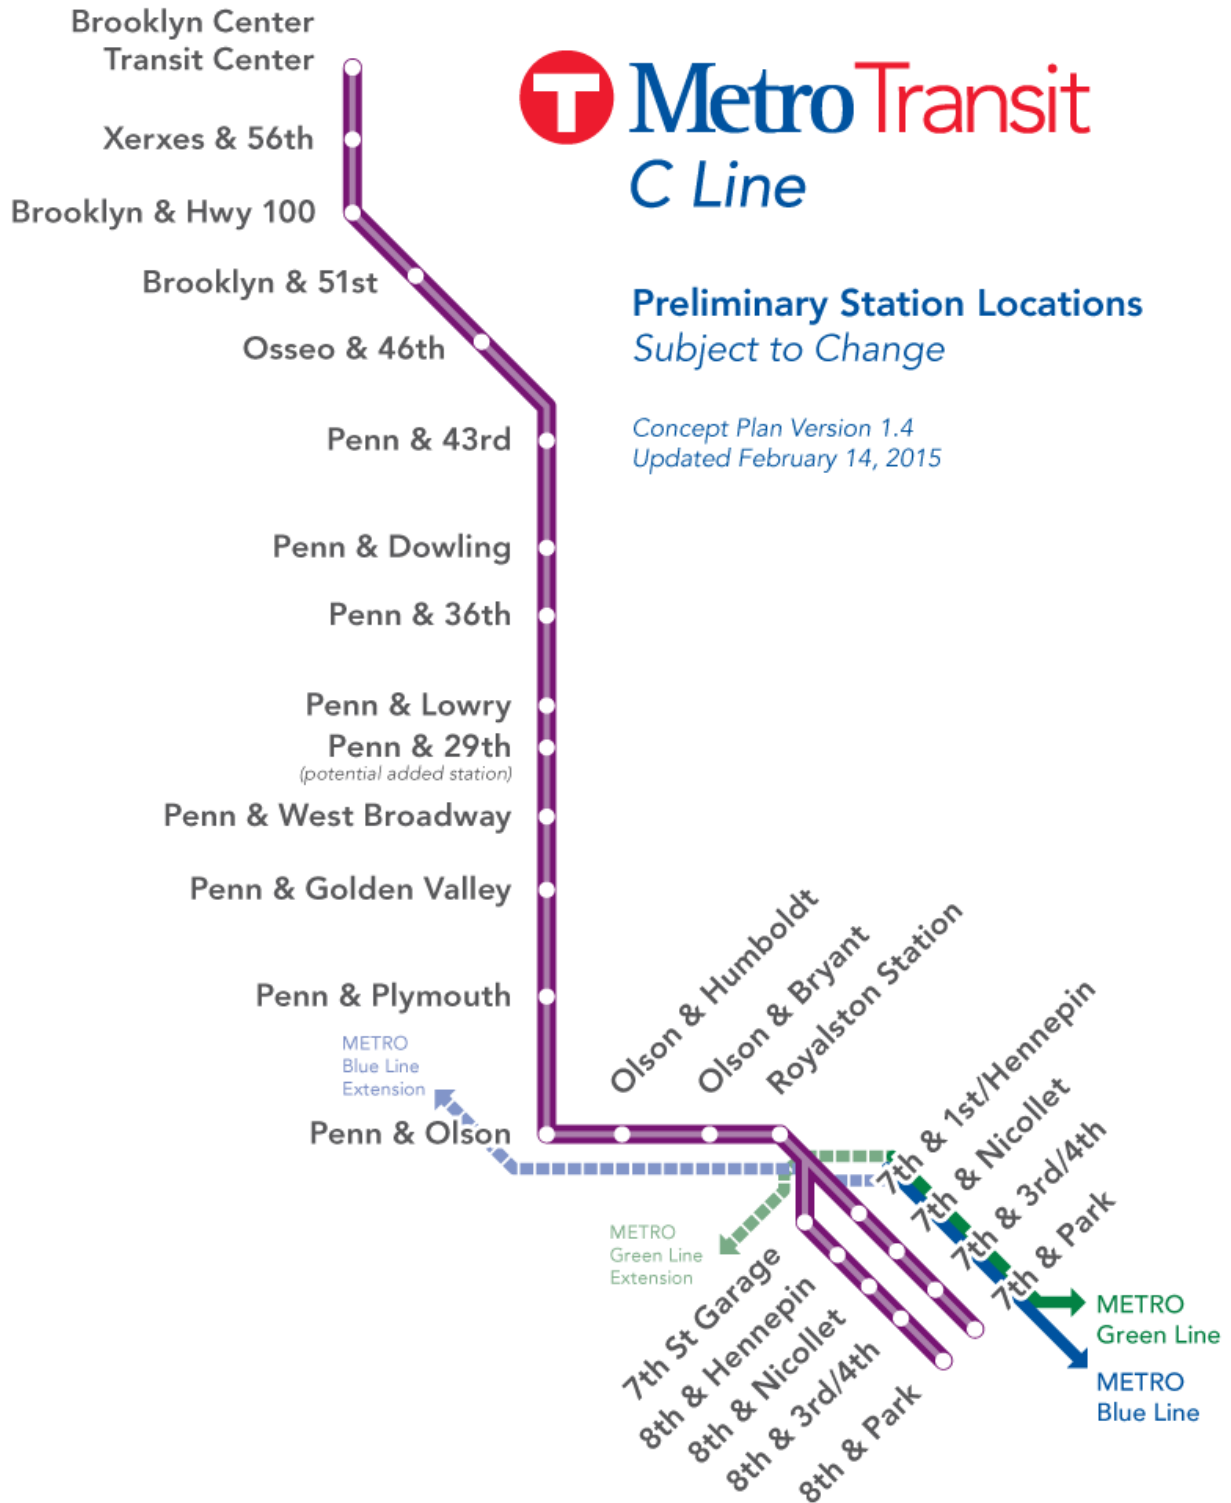 Brooklyn Center
Transit Center
Xerxes & 56th
Brooklyn & Hwy 100
Brooklyn & 51st
Osseo & 46th
Penn & 43rd
Penn & Dowling
Penn & 36th
Penn & Lowry
Penn & 29th
(potential added station)
Penn & West Broadway
Penn & Golden Valley
Penn & Plymouth
Penn & Olson
T MetroTransit
C Line
Preliminary Station Locations
Subject to Change
Concept Plan Version 1.4
Updated February 14, 2015
Olson & Humboldt
Olson & Bryant
Royalston Station
7th & 1st/Hennepin
7th & Nicollet
7th & 3rd/4th
7th & Park
METRO
Blue Line
Extension
METRO
Green Line
Extension
7th St Garage
8th & Hennepin
8th & Nicollet
8th & 3rd/4th
8th & Park
METRO
Green Line
METRO
Blue Line